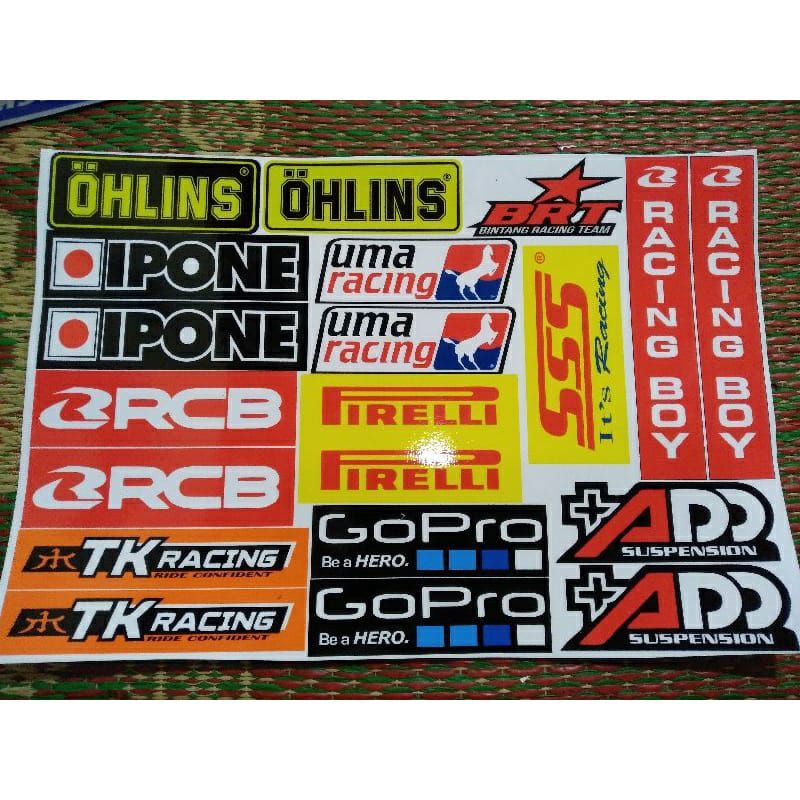 ÖHLINS®
ÖHLINS®
BRT
BINTANG RACING TEAM
IPONE
IPONE
uma
racing
uma
racing
SSS®
It's Racing
RACING BOY
RACING BOY
RCB
RCB
PIRELLI
PIRELLI
TK RACING
RIDE CONFIDENT
TK RACING
RIDE CONFIDENT
GoPro
Be a HERO.
GoPro
Be a HERO.
+ADD
SUSPENSION
+ADD
SUSPENSION